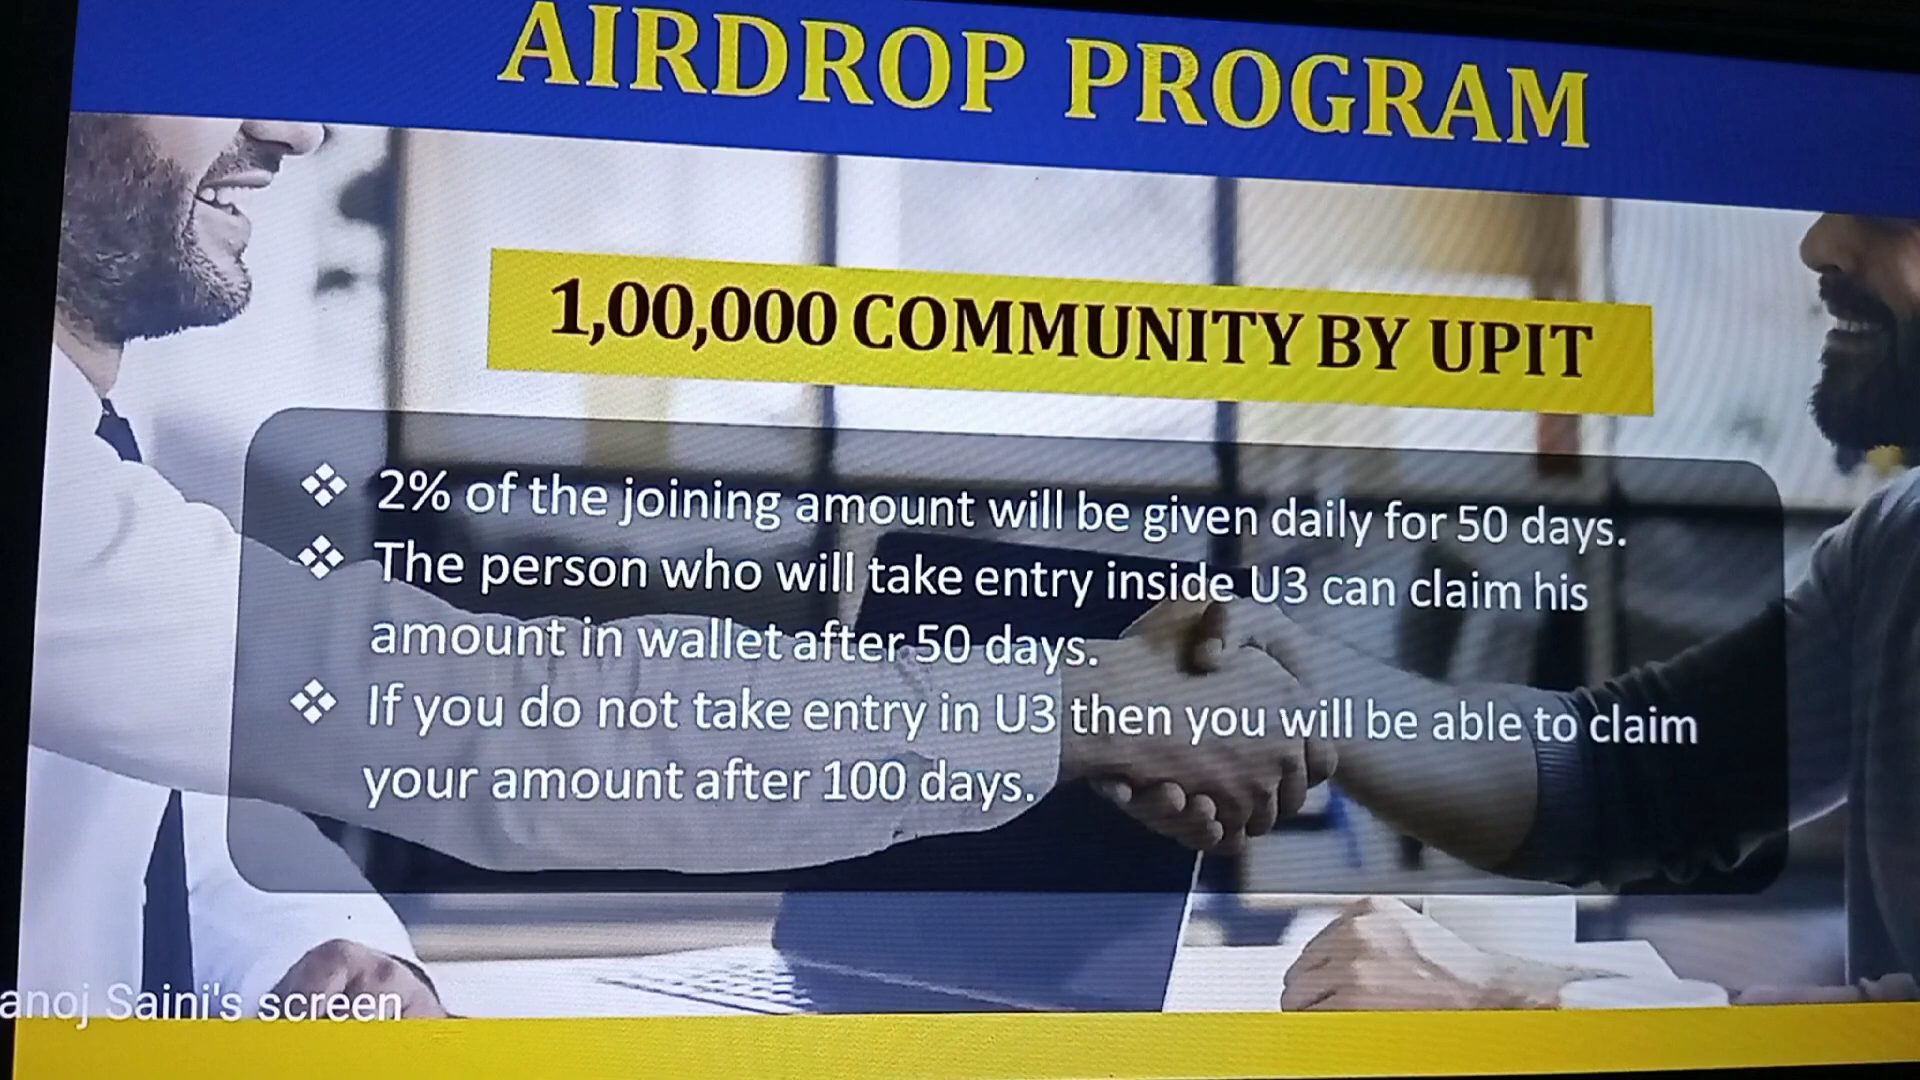 AIRDROP PROGRAM
1,00,000 COMMUNITY BY UPIT
❖ 2% of the joining amount will be given daily for 50 days.
❖ The person who will take entry inside U3 can claim his
amount in wallet after 50 days.
❖ If you do not take entry in U3 then you will be able to claim
your amount after 100 days.
anoj Saini's screen